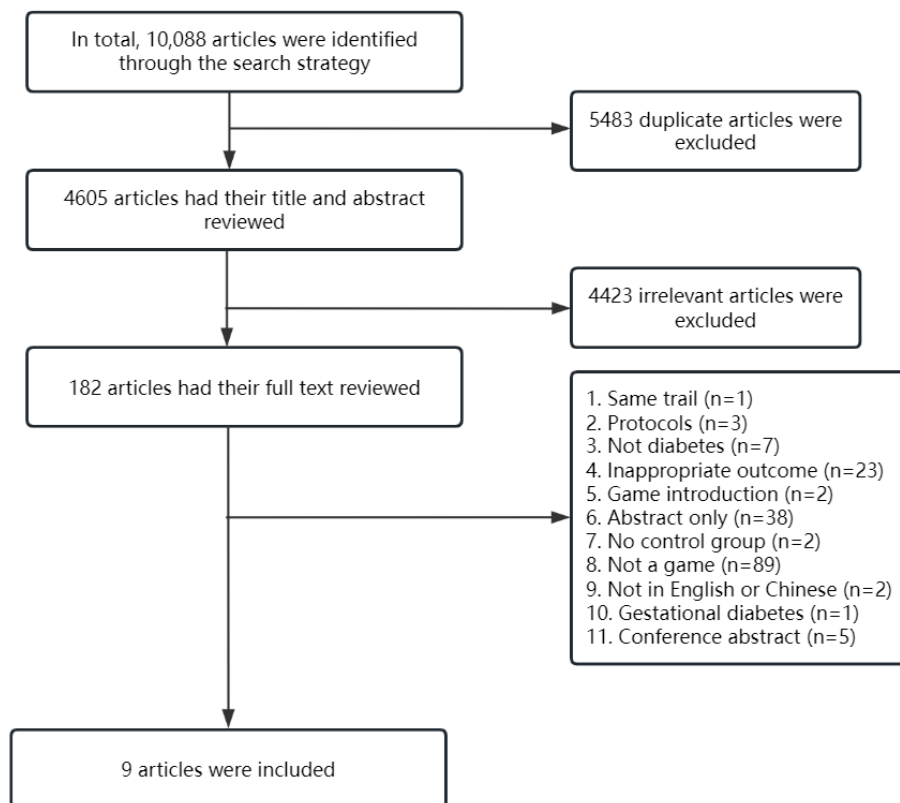 In total, 10,088 articles were identified
through the search strategy
5483 duplicate articles were
excluded
4605 articles had their title and abstract
reviewed
4423 irrelevant articles were
excluded
182 articles had their full text reviewed
1. Same trail (n=1)
2. Protocols (n=3)
3. Not diabetes (n=7)
4. Inappropriate outcome (n=23)
5. Game introduction (n=2)
6. Abstract only (n=38)
7. No control group (n=2)
8. Not a game (n=89)
9. Not in English or Chinese (n=2)
10. Gestational diabetes (n=1)
11. Conference abstract (n=5)
9 articles were included